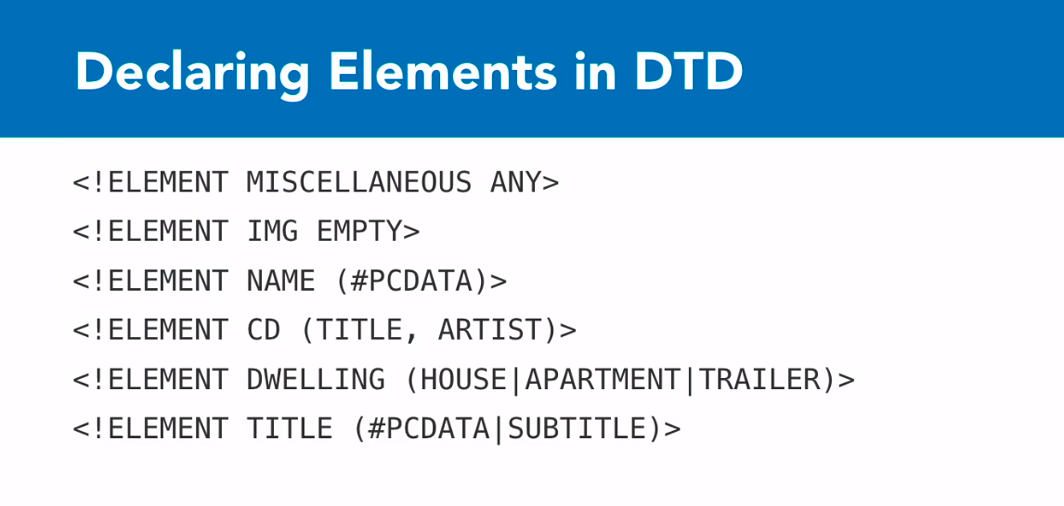 Declaring Elements in DTD
<!ELEMENT MISCELLANEOUS ANY>
<!ELEMENT IMG EMPTY>
<!ELEMENT NAME (#PCDATA)>
<!ELEMENT CD (TITLE, ARTIST)>
<!ELEMENT DWELLING (HOUSE|APARTMENT|TRAILER)>
<!ELEMENT TITLE (#PCDATA|SUBTITLE)>